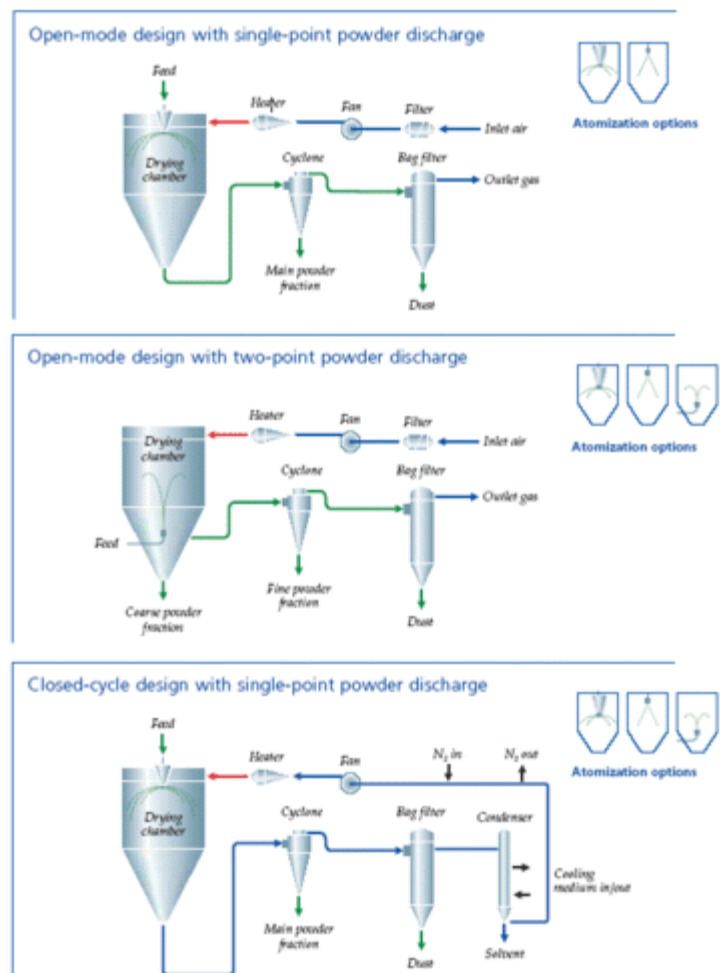 Open-mode design with single-point powder discharge
Feed
Heater
Fan
Filter
Inlet air
Atomization options
Drying
chamber
Cyclone
Bag filter
Outlet gas
Main powder
fraction
Dust
Open-mode design with two-point powder discharge
Heater
Fan
Filter
Inlet air
Atomization options
Drying
chamber
Cyclone
Bag filter
Outlet gas
Feed
Coarse powder
fraction
Fine powder
fraction
Dust
Closed-cycle design with single-point powder discharge
Feed
Heater
Fan
N₂ in
N₂ out
Atomization options
Drying
chamber
Cyclone
Bag filter
Condenser
Cooling
medium in/out
Main powder
fraction
Dust
Solvent